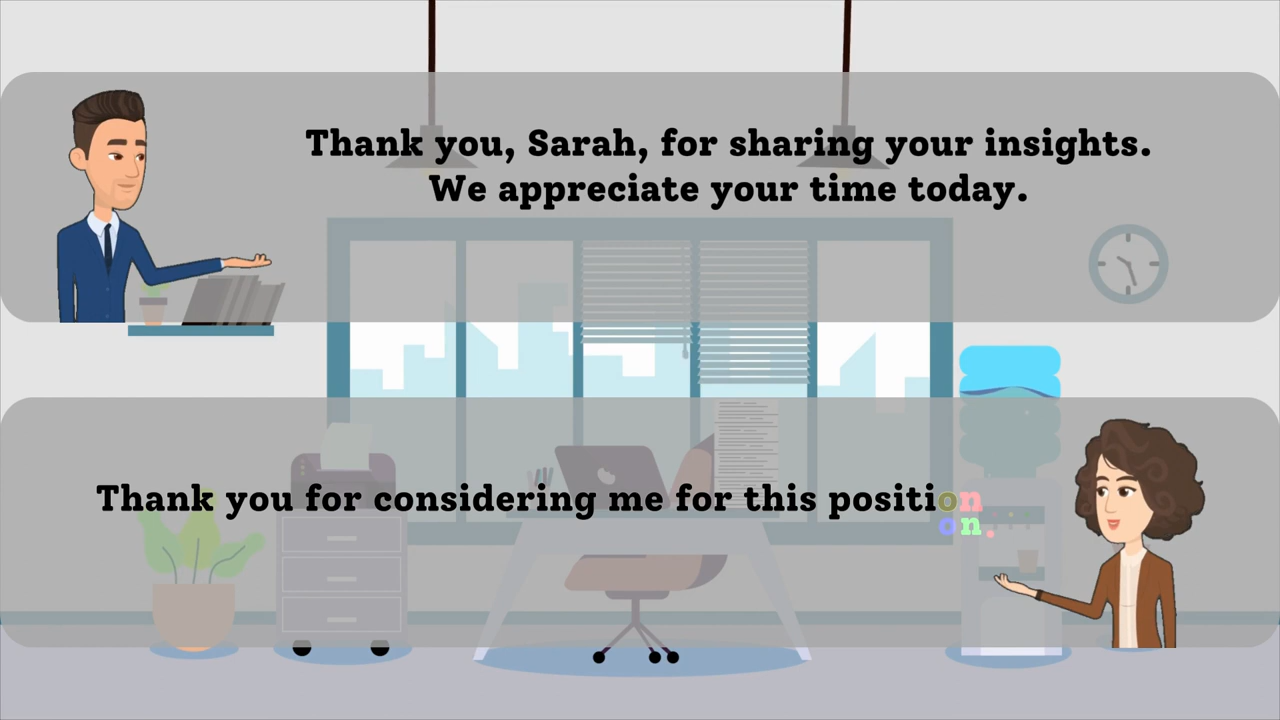 Thank you, Sarah, for sharing your insights.
We appreciate your time today.
Thank you for considering me for this position.